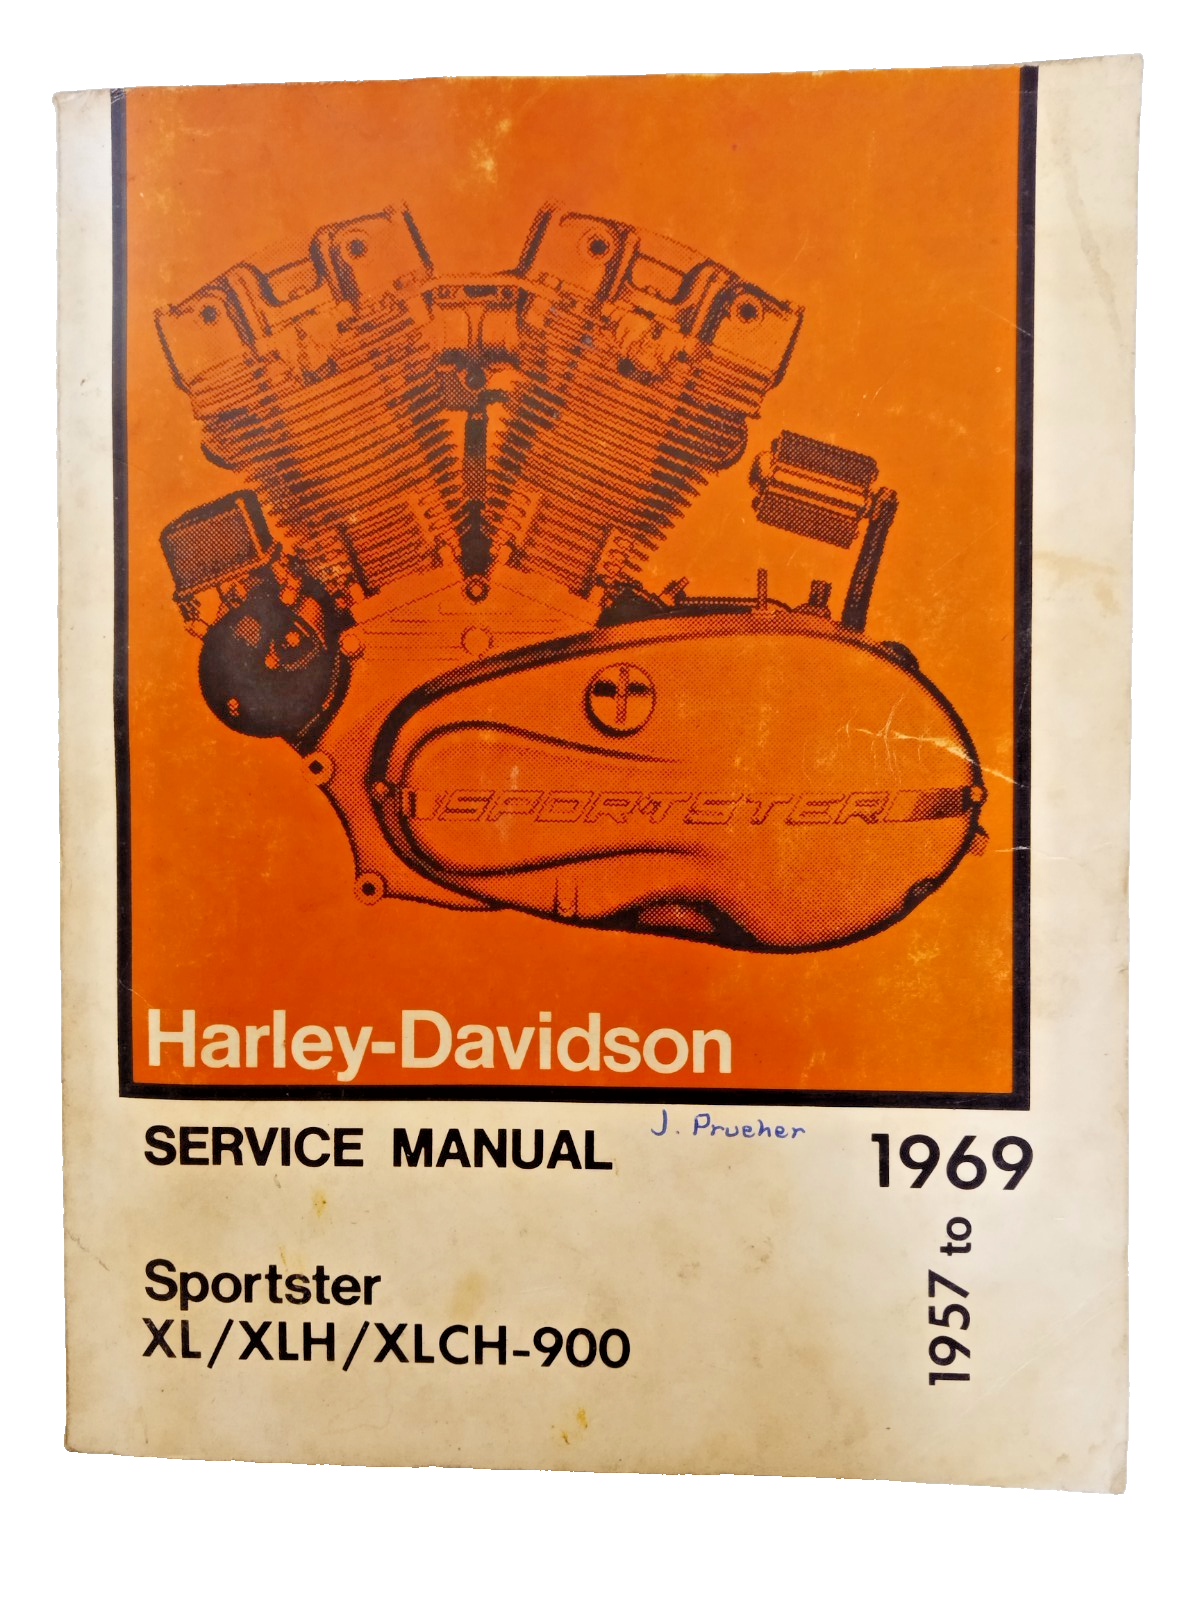 SPORTSTER
Harley-Davidson
SERVICE MANUAL
J. Prueher
1969
1957 to
Sportster
XL/XLH/XLCH-900